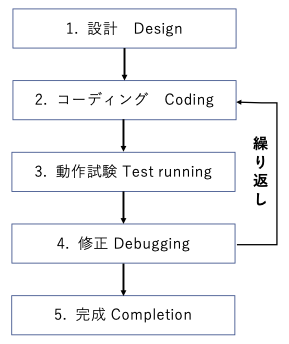 1. 設計　Design
2. コーディング　Coding
3. 動作試験 Test running
4. 修正 Debugging
5. 完成 Completion
繰り返し